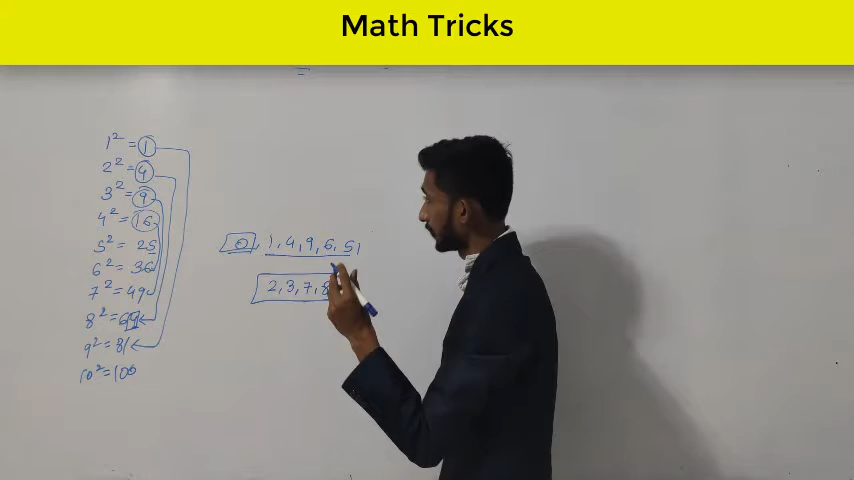 Math Tricks
1² = 1
2² = 4
3² = 9
4² = 16
5² = 25
6² = 36
7² = 49
8² = 64
9² = 81
10² = 100
0, 1, 4, 9, 6, 5,
2, 3, 7, 8